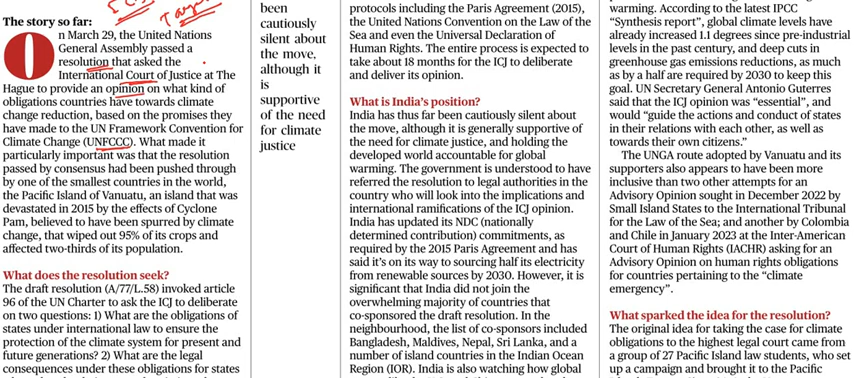 The story so far:
On March 29, the United Nations
General Assembly passed a
resolution that asked the
International Court of Justice at The
Hague to provide an opinion on what kind of
obligations countries have towards climate
change reduction, based on the promises they
have made to the UN Framework Convention for
Climate Change (UNFCCC). What made it
particularly important was that the resolution
passed by consensus had been pushed through
by one of the smallest countries in the world,
the Pacific Island of Vanuatu, an island that was
devastated in 2015 by the effects of Cyclone
Pam, believed to have been spurred by climate
change, that wiped out 95% of its crops and
affected two-thirds of its population.
What does the resolution seek?
The draft resolution (A/77/L.58) invoked article
96 of the UN Charter to ask the ICJ to deliberate
on two questions: 1) What are the obligations of
states under international law to ensure the
protection of the climate system for present and
future generations? 2) What are the legal
consequences under these obligations for states
been
cautiously
silent about
the move,
although it
is
supportive
of the need
for climate
justice
protocols including the Paris Agreement (2015),
the United Nations Convention on the Law of the
Sea and even the Universal Declaration of
Human Rights. The entire process is expected to
take about 18 months for the ICJ to deliberate
and deliver its opinion.
What is India's position?
India has thus far been cautiously silent about
the move, although it is generally supportive of
the need for climate justice, and holding the
developed world accountable for global
warming. The government is understood to have
referred the resolution to legal authorities in the
country who will look into the implications and
international ramifications of the ICJ opinion.
India has updated its NDC (nationally
determined contribution) commitments, as
required by the 2015 Paris Agreement and has
said it's on its way to sourcing half its electricity
from renewable sources by 2030. However, it is
significant that India did not join the
overwhelming majority of countries that
co-sponsored the draft resolution. In the
neighbourhood, the list of co-sponsors included
Bangladesh, Maldives, Nepal, Sri Lanka, and a
number of island countries in the Indian Ocean
Region (IOR). India is also watching how global
warming. According to the latest IPCC
"Synthesis report", global climate levels have
already increased 1.1 degrees since pre-industrial
levels in the past century, and deep cuts in
greenhouse gas emissions reductions, as much
as by a half are required by 2030 to keep this
goal. UN Secretary General Antonio Guterres
said that the ICJ opinion was "essential", and
would "guide the actions and conduct of states
in their relations with each other, as well as
towards their own citizens."
The UNGA route adopted by Vanuatu and its
supporters also appears to have been more
inclusive than two other attempts for an
Advisory Opinion sought in December 2022 by
Small Island States to the International Tribunal
for the Law of the Sea; and another by Colombia
and Chile in January 2023 at the Inter-American
Court of Human Rights (IACHR) asking for an
Advisory Opinion on human rights obligations
for countries pertaining to the "climate
emergency".
What sparked the idea for the resolution?
The original idea for taking the case for climate
obligations to the highest legal court came from
a group of 27 Pacific Island law students, who set
up a campaign and brought it to the Pacific